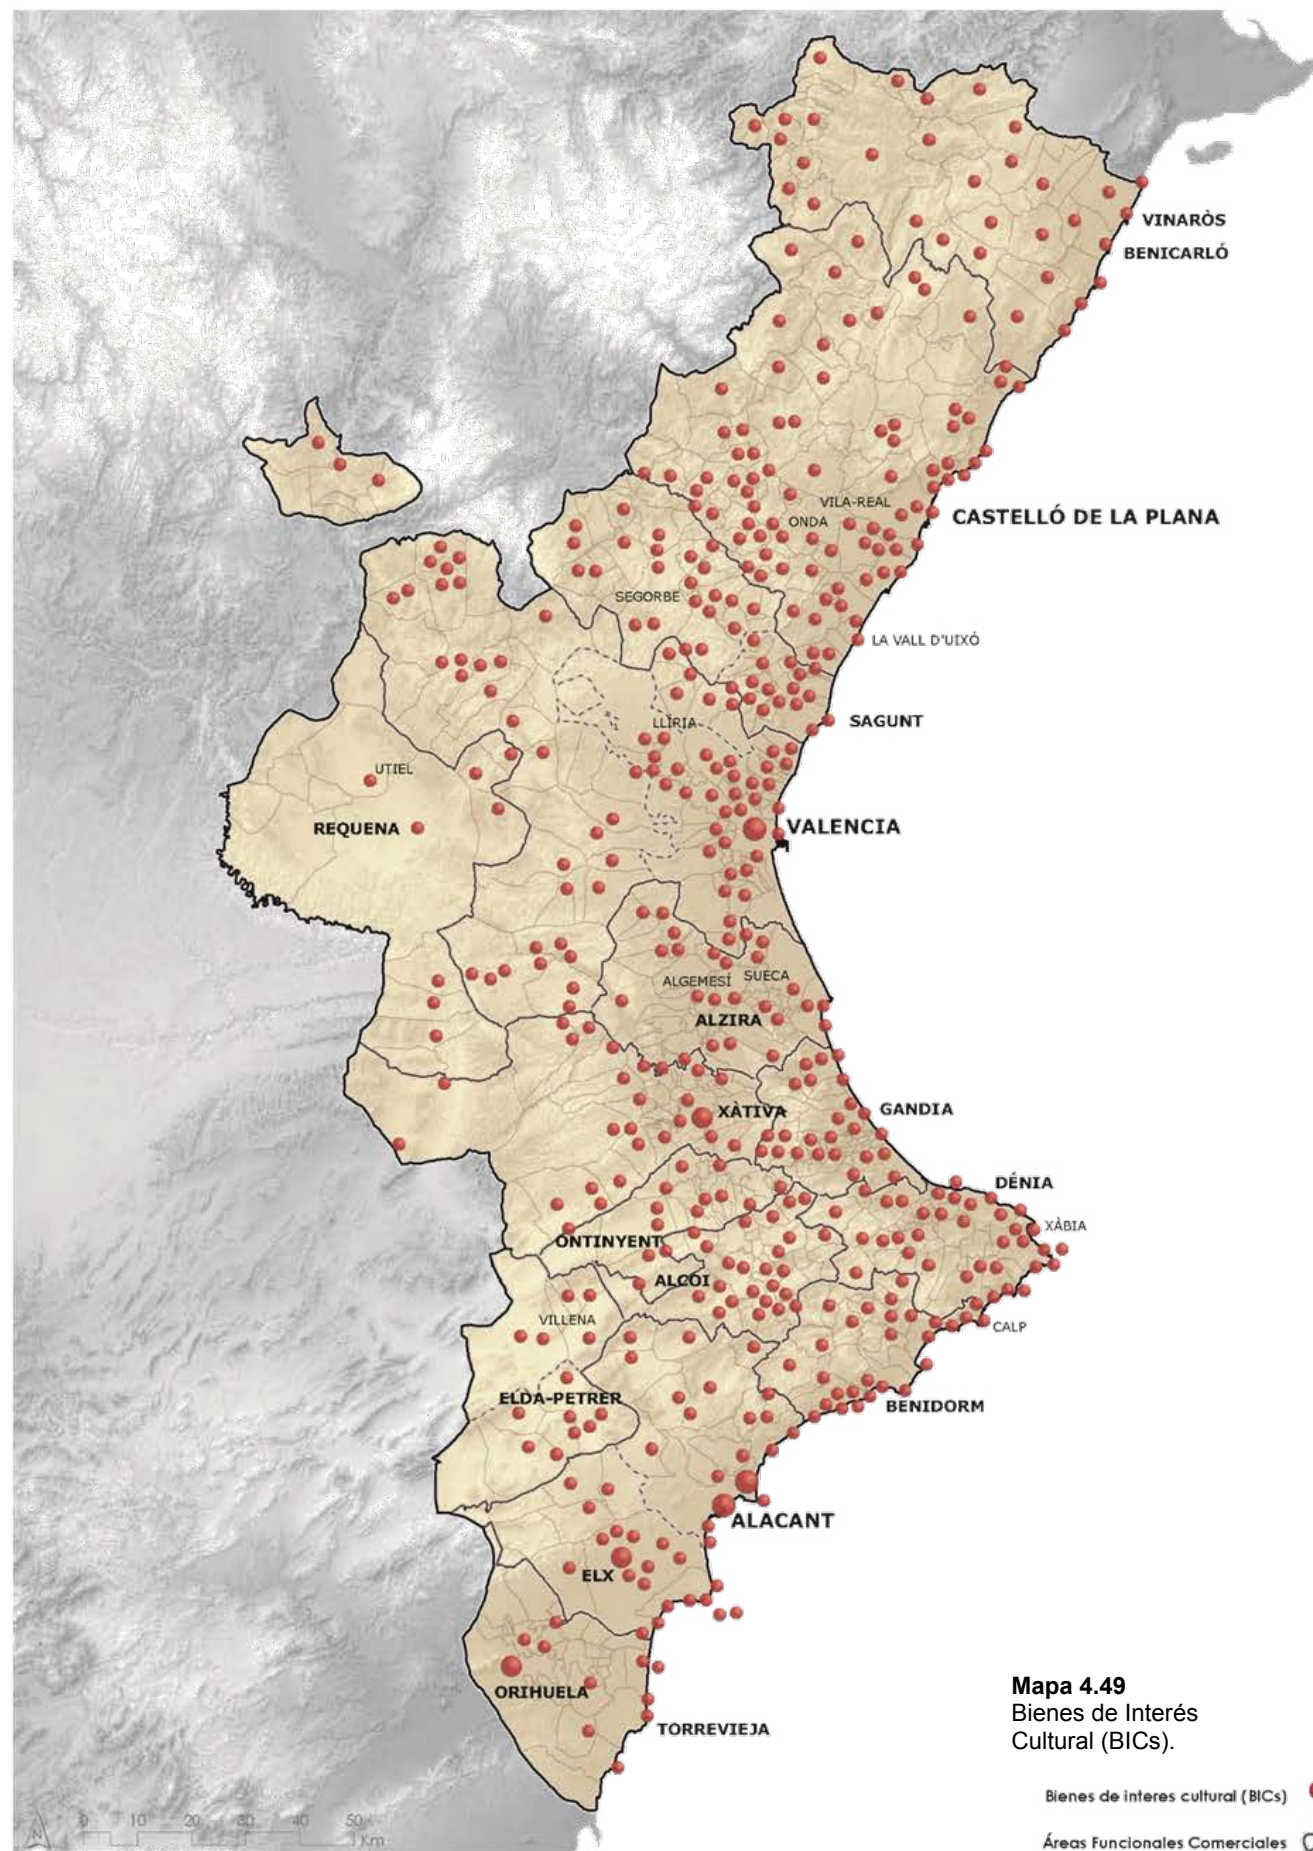 VINARÒS
BENICARLÓ
VILA-REAL
CASTELLÓ DE LA PLANA
ONDA
SEGORBE
LA VALL D'UIXÓ
SAGUNT
LLÍRIA
UTIEL
REQUENA
VALENCIA
ALGEMESÍ
SUECA
ALZIRA
XÀTIVA
GANDIA
DÉNIA
XÀBIA
ONTINYENT
ALCOI
VILLENA
CALP
ELDA-PETRER
BENIDORM
ALACANT
ELX
ORIHUELA
TORREVIEJA
Mapa 4.49
Bienes de Interés
Cultural (BICs).
Bienes de interes cultural (BICs)
Áreas Funcionales Comerciales
N
0 10 20 30 40 50
Km